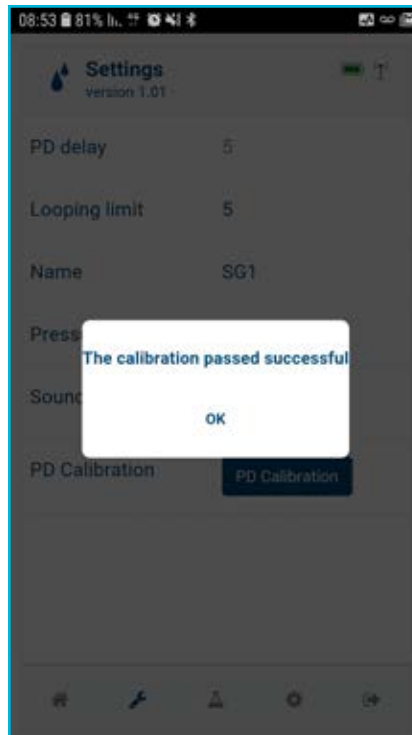 08:53 81%
Settings
version 1.01
PD delay 5
Looping limit 5
Name SG1
Press
The calibration passed successful
Sound
OK
PD Calibration PD Calibration